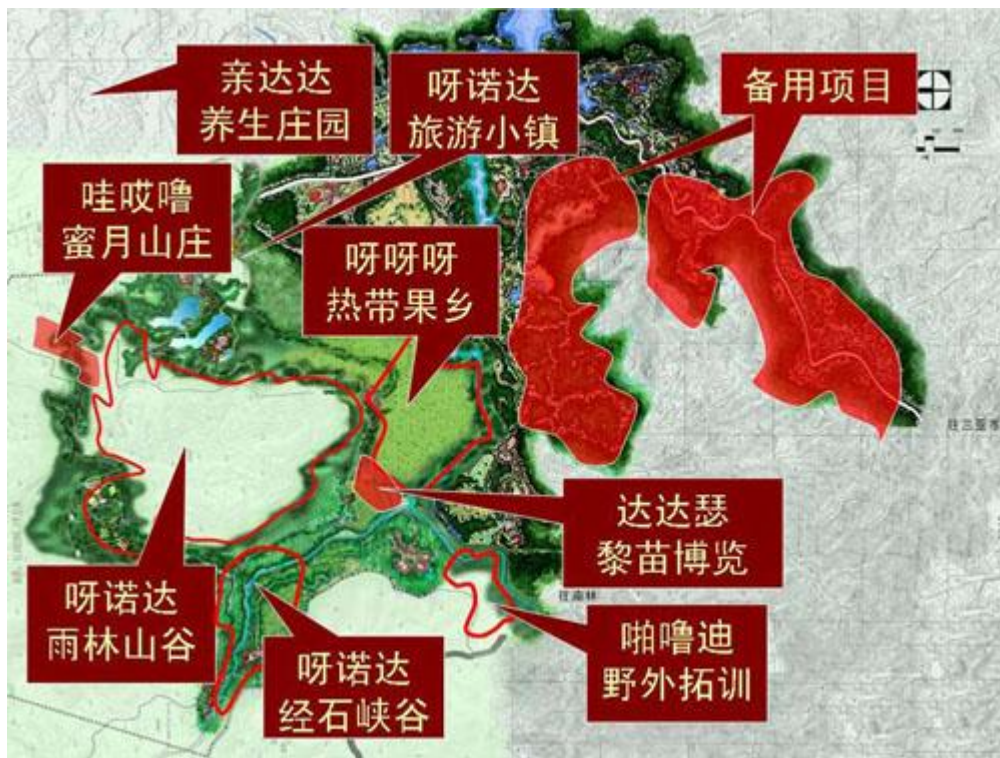 亲达达
养生庄园
呀诺达
旅游小镇
备用项目
哇哎噜
蜜月山庄
呀呀呀
热带果乡
达达瑟
黎苗博览
往南林
呀诺达
雨林山谷
呀诺达
经石峡谷
啪噜迪
野外拓训